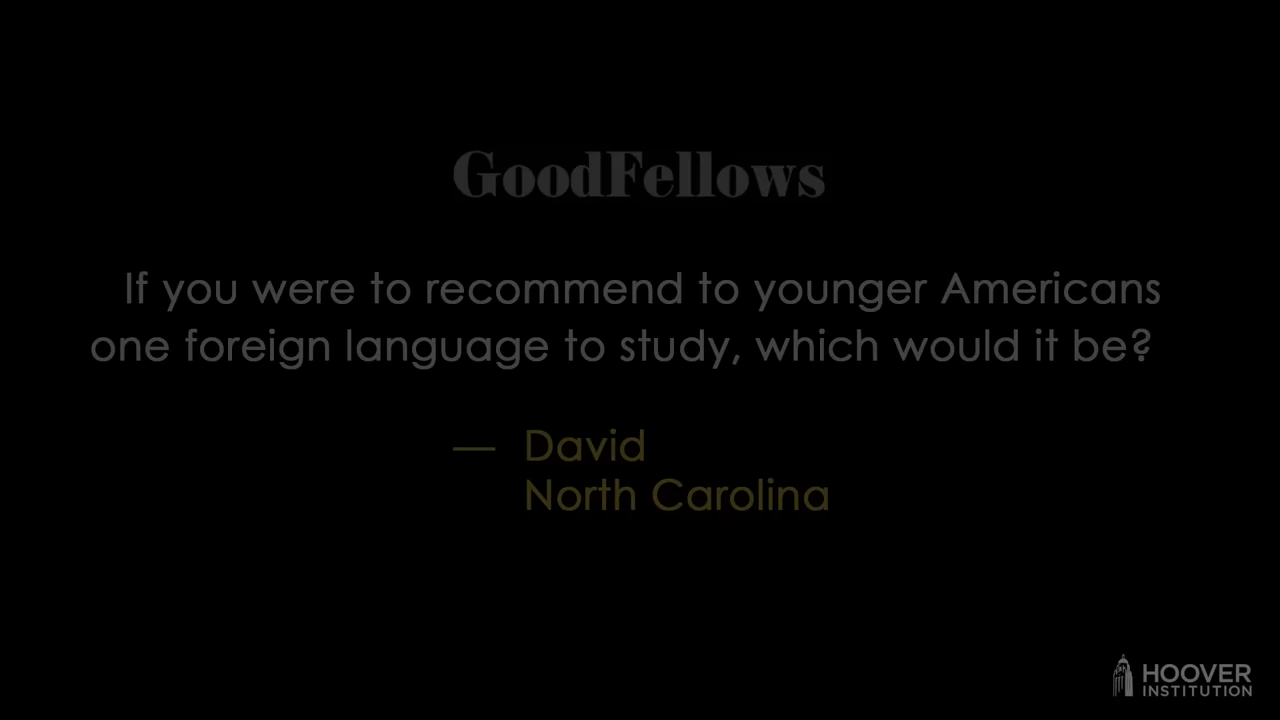 GoodFellows
If you were to recommend to younger Americans
one foreign language to study, which would it be?
— David
North Carolina
HOOVER
INSTITUTION